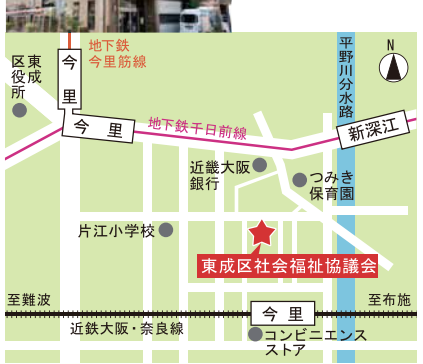 地下鉄
今里筋線
N
東成
区役所
今里
平野川分水路
今里
地下鉄千日前線
新深江
近畿大阪
銀行
つみき
保育園
片江小学校
東成区社会福祉協議会
至難波
今里
至布施
近鉄大阪・奈良線
コンビニエンス
ストア